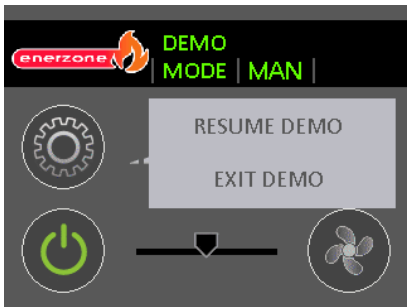 enerzone
DEMO
MODE | MAN |
RESUME DEMO
EXIT DEMO